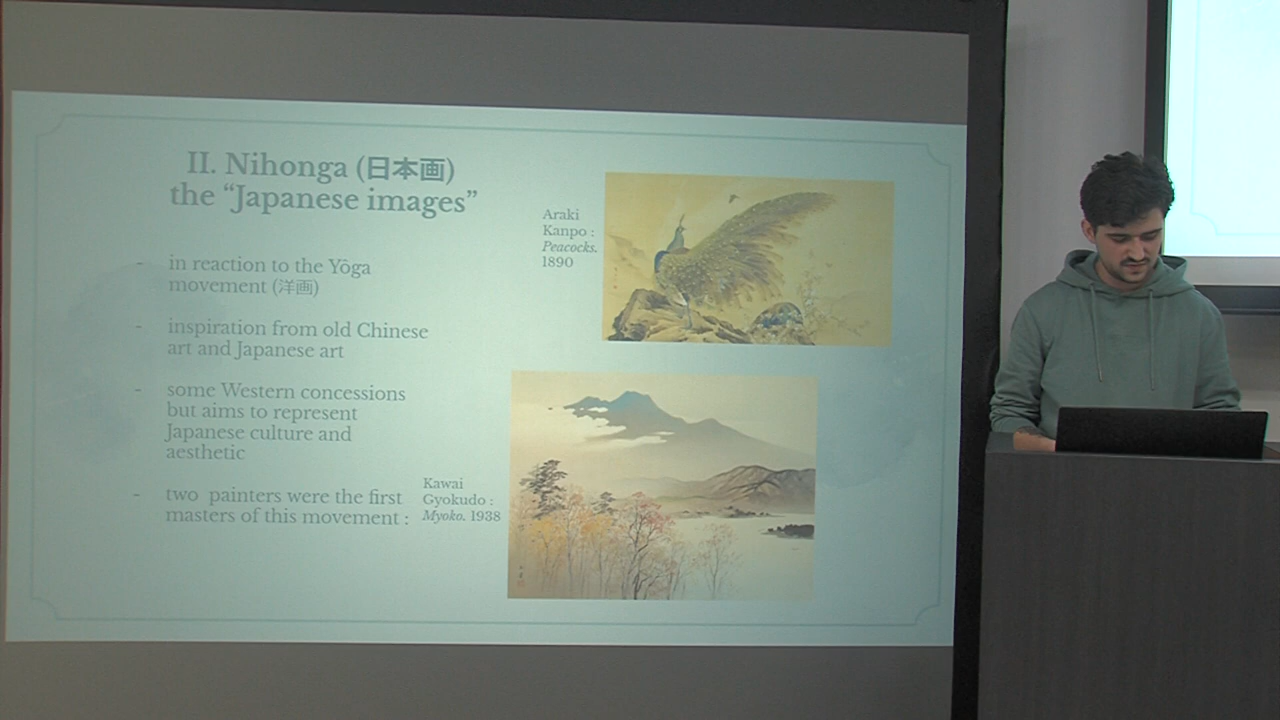 II. Nihonga (日本画)
the “Japanese images”
- in reaction to the Yōga
movement (洋画)
- inspiration from old Chinese
art and Japanese art
- some Western concessions
but aims to represent
Japanese culture and
aesthetic
- two painters were the first
masters of this movement :
Araki
Kanpo :
Peacocks.
1890
Kawai
Gyokudo :
Myoko. 1938